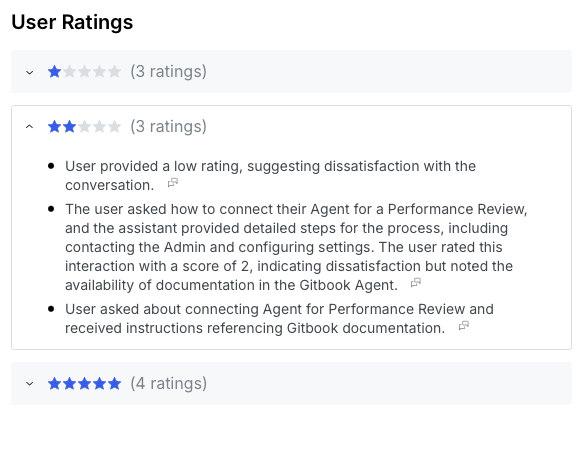 User Ratings
(3 ratings)
(3 ratings)
User provided a low rating, suggesting dissatisfaction with the
conversation.
The user asked how to connect their Agent for a Performance Review,
and the assistant provided detailed steps for the process, including
contacting the Admin and configuring settings. The user rated this
interaction with a score of 2, indicating dissatisfaction but noted the
availability of documentation in the Gitbook Agent.
User asked about connecting Agent for Performance Review and
received instructions referencing Gitbook documentation.
(4 ratings)